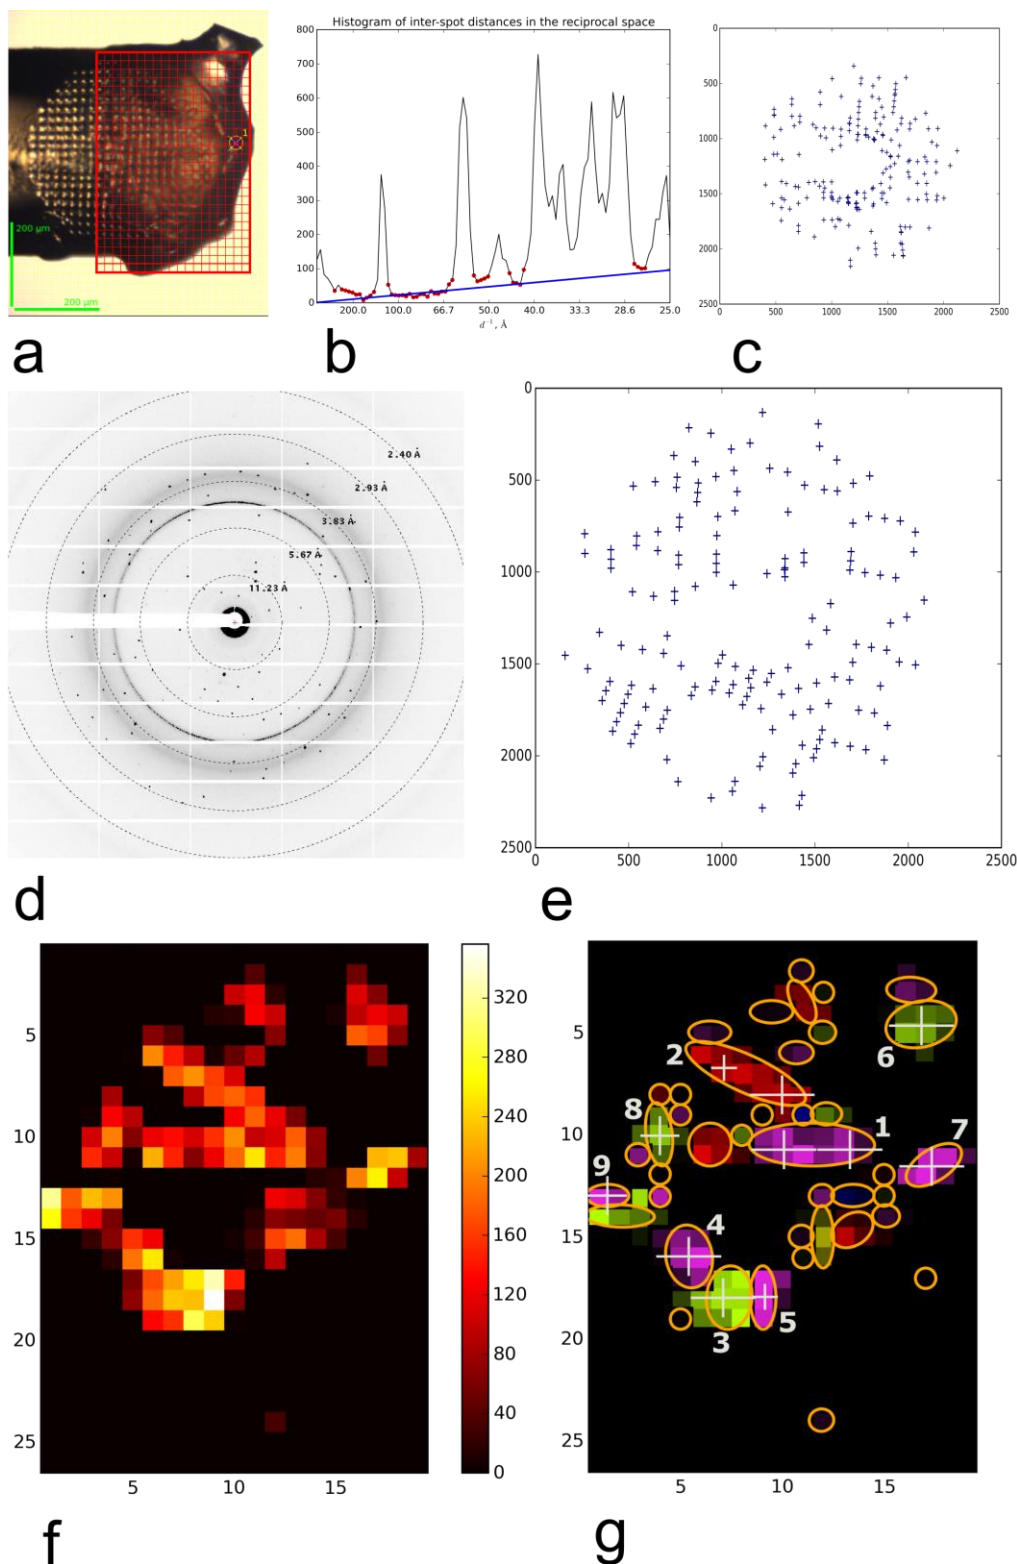 1
200 μm
200 μm
a
Histogram of inter-spot distances in the reciprocal space
800
700
600
500
400
300
200
100
0
200.0 100.0 66.7 50.0 40.0 33.3 28.6 25.0
d⁻¹, Å
b
0
500
1000
1500
2000
2500
0 500 1000 1500 2000 2500
c
2.40 Å
2.93 Å
3.83 Å
5.67 Å
11.23 Å
d
0
500
1000
1500
2000
2500
0 500 1000 1500 2000 2500
e
5
10
15
20
25
5 10 15
320
280
240
200
160
120
80
40
0
f
5
10
15
20
25
5 10 15
6
2
8
1
7
9
4
3
5
g